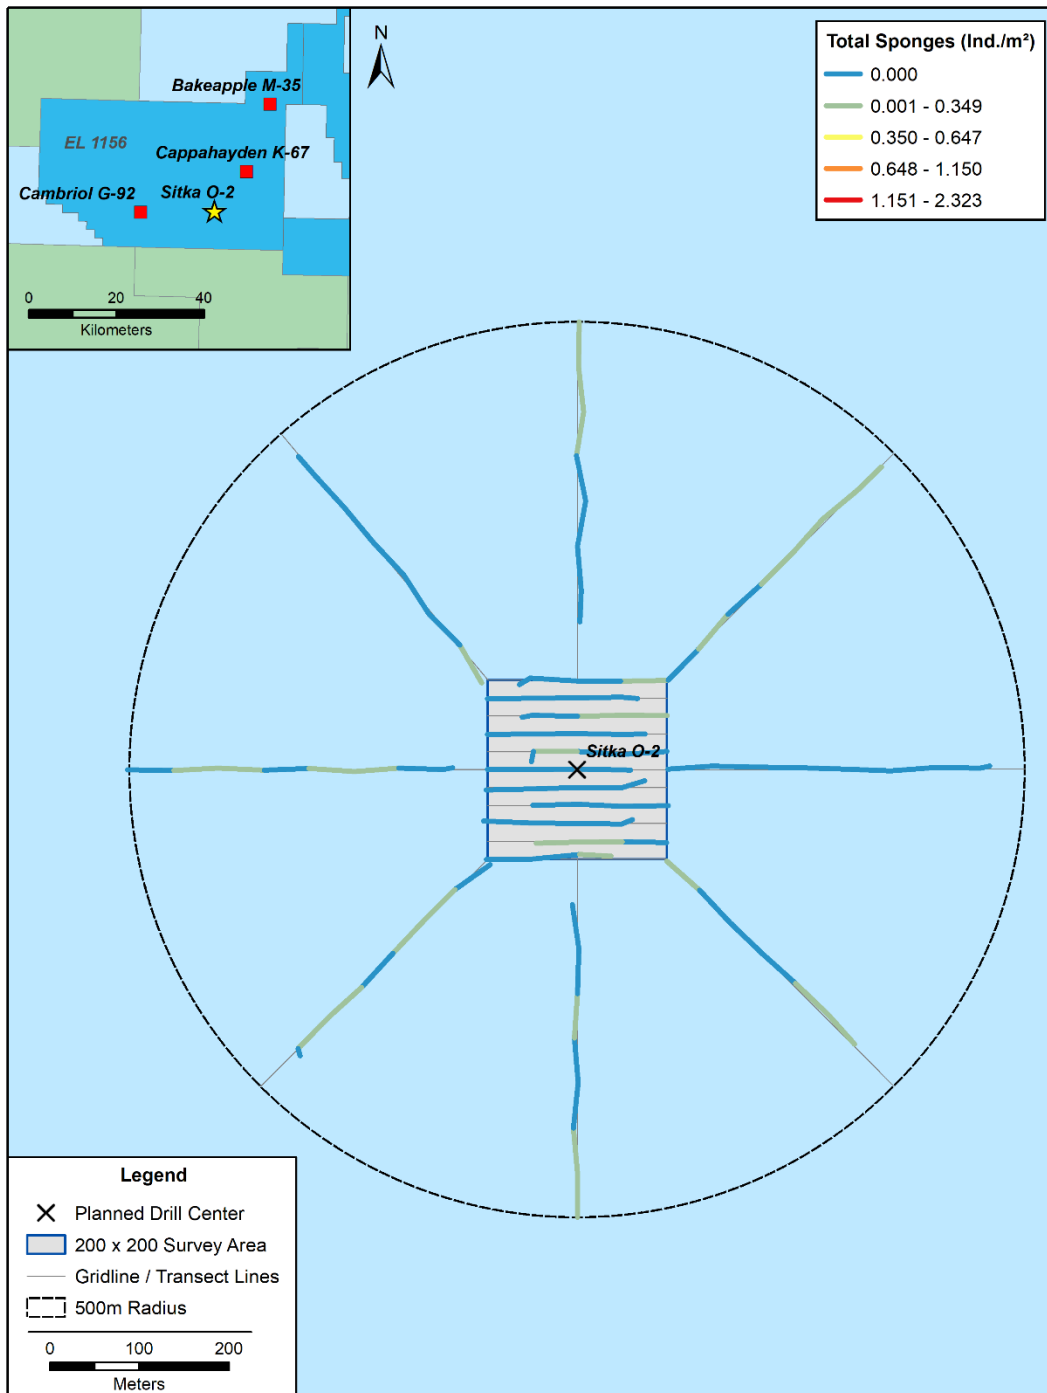 Bakeapple M-35
EL 1156
Cappahayden K-67
Cambriol G-92
Sitka O-2
0 20 40
Kilometers
N
Total Sponges (Ind./m²)
0.000
0.001 - 0.349
0.350 - 0.647
0.648 - 1.150
1.151 - 2.323
Sitka O-2
Legend
Planned Drill Center
200 x 200 Survey Area
Gridline / Transect Lines
500m Radius
0 100 200
Meters